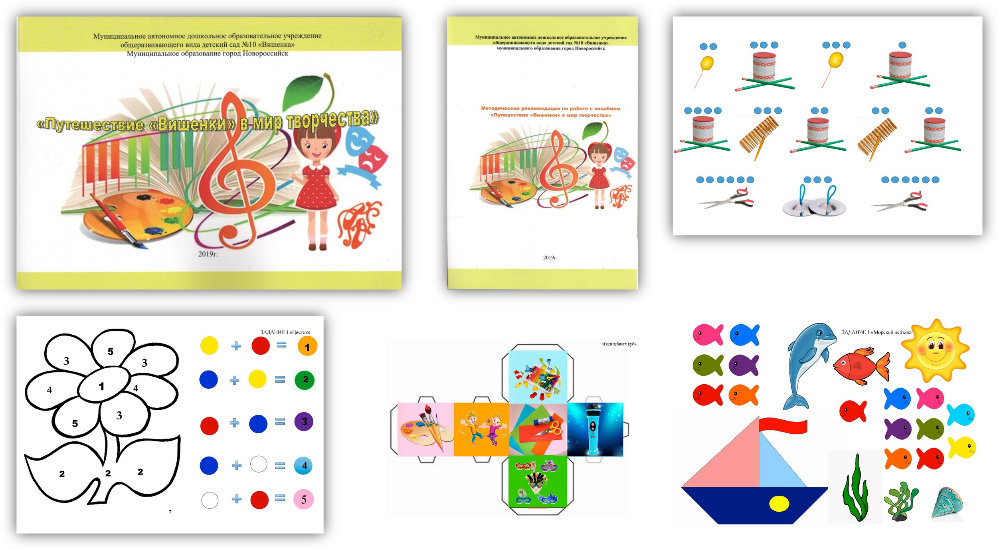 Муниципальное автономное дошкольное образовательное учреждение
общеразвивающего вида детский сад №10 «Вишенка»
Муниципальное образование город Новороссийск
«Путешествие «Вишенки» в мир творчества»
2019г.
Муниципальное автономное дошкольное образовательное учреждение
общеразвивающего вида детский сад №10 «Вишенка»
муниципального образования город Новороссийск
Методические рекомендации по работе с пособием
«Путешествие «Вишенки» в мир творчества»
2019г.
ЗАДАНИЕ 1 «Цветок»
3
5
3
4
1
4
5
3
2
2
2
1
2
3
4
5
7
«Волшебный куб»
kladraz.ru
ЗАДАНИЕ 1 «Морской пейзаж»